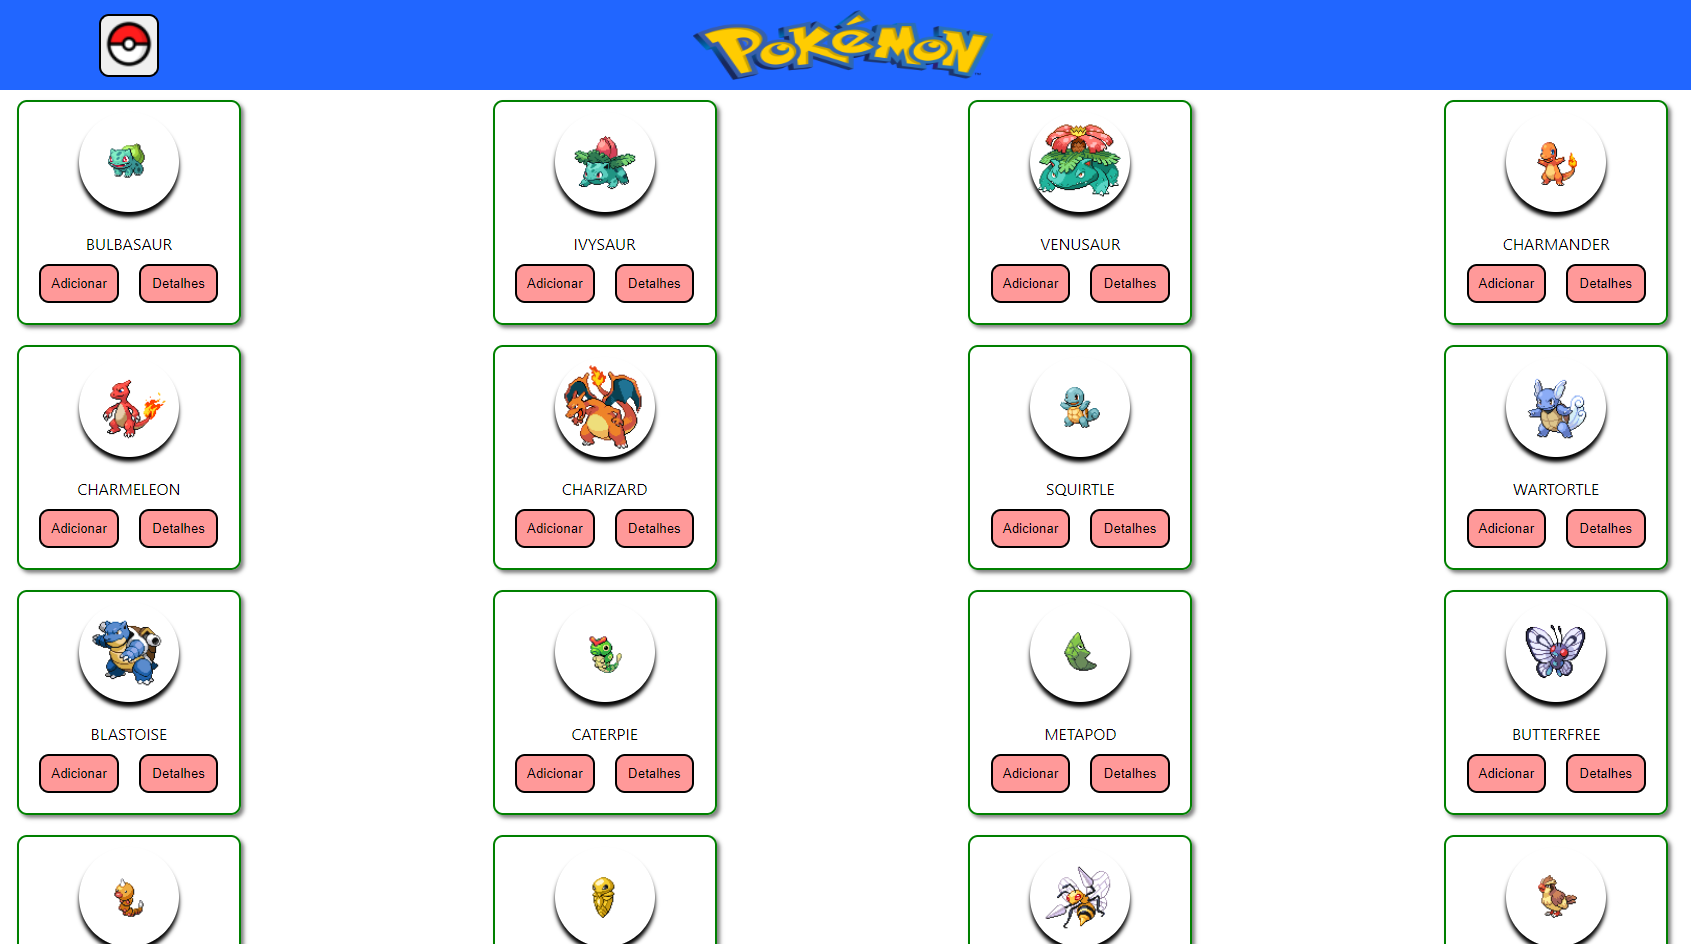 POKéMON
BULBASAUR
IVYSAUR
VENUSAUR
CHARMANDER
Adicionar Detalhes
Adicionar Detalhes
Adicionar Detalhes
Adicionar Detalhes
CHARMELEON
CHARIZARD
SQUIRTLE
WARTORTLE
Adicionar Detalhes
Adicionar Detalhes
Adicionar Detalhes
Adicionar Detalhes
BLASTOISE
CATERPIE
METAPOD
BUTTERFREE
Adicionar Detalhes
Adicionar Detalhes
Adicionar Detalhes
Adicionar Detalhes